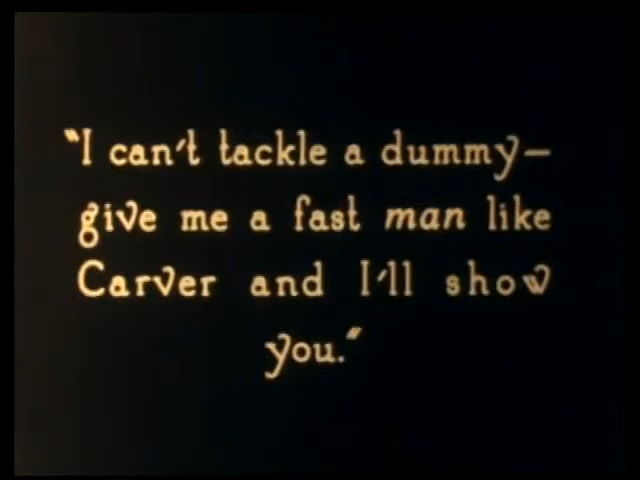 "I can't tackle a dummy—
give me a fast man like
Carver and I'll show
you."